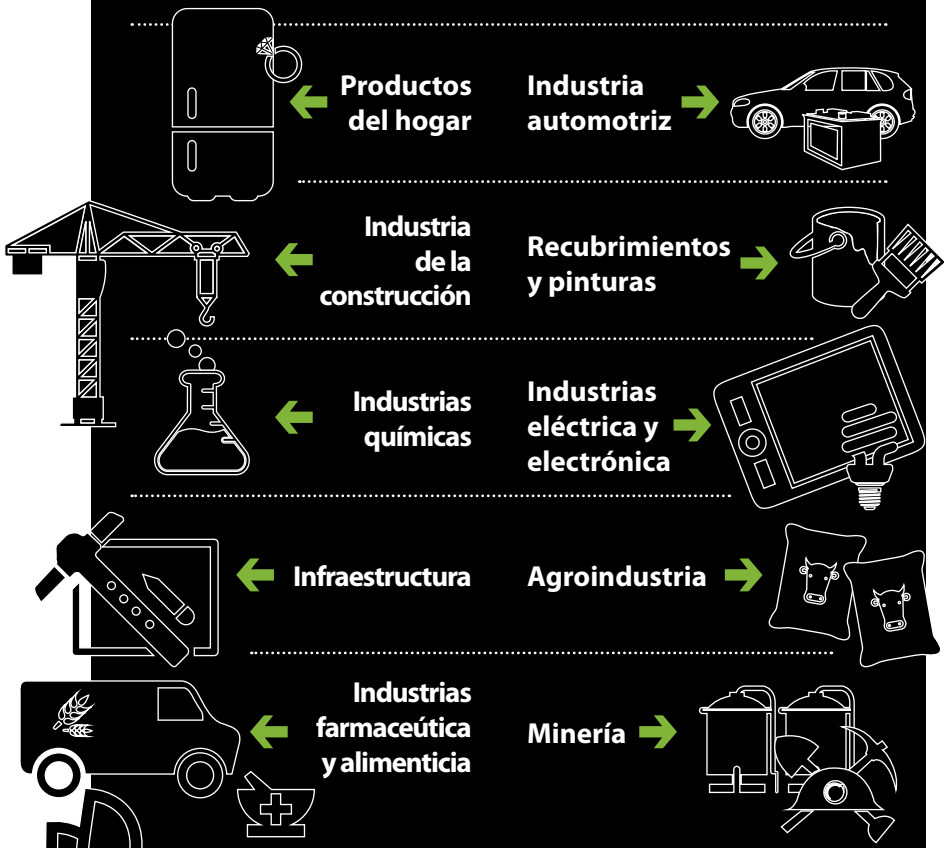 Productos
del hogar
Industria
automotriz
Industria
de la
construcción
Recubrimientos
y pinturas
Industrias
químicas
Industrias
eléctrica y
electrónica
Infraestructura
Agroindustria
Industrias
farmaceútica
y alimenticia
Minería